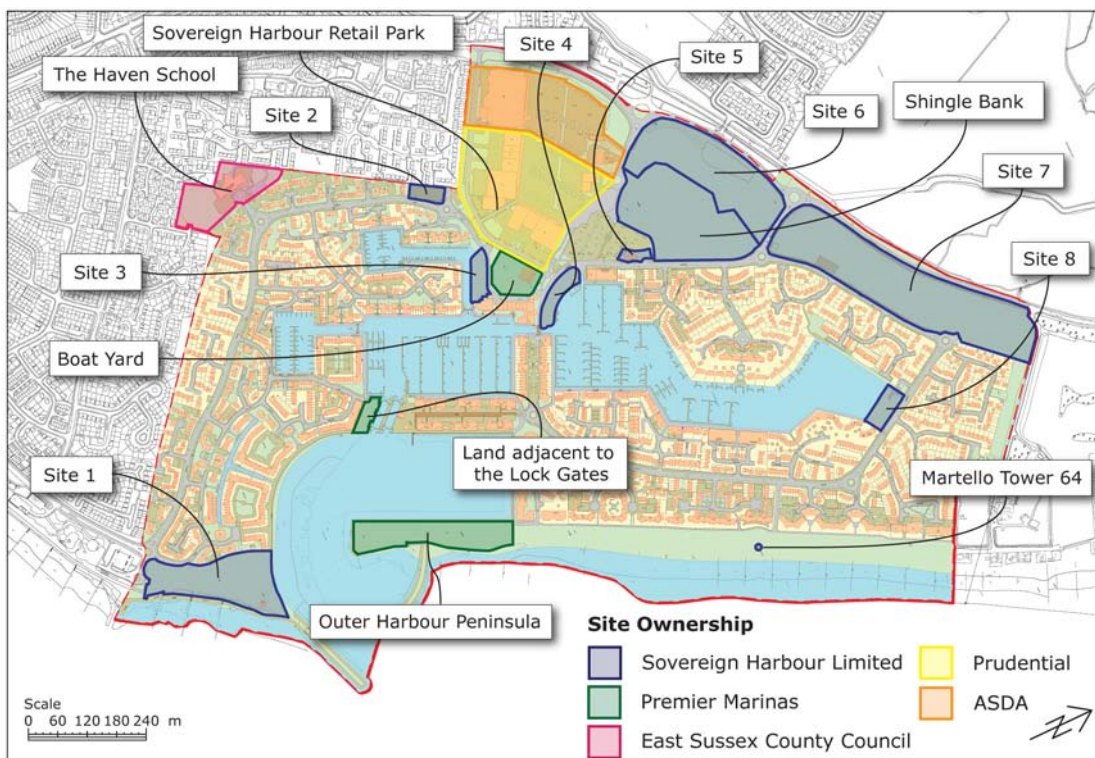 Sovereign Harbour Retail Park
Site 4
The Haven School
Site 5
Site 2
Site 6
Shingle Bank
Site 7
Site 3
Site 8
Boat Yard
Land adjacent to
the Lock Gates
Martello Tower 64
Site 1
Outer Harbour Peninsula
Site Ownership
Sovereign Harbour Limited
Prudential
Premier Marinas
ASDA
East Sussex County Council
Scale
0 60 120 180 240 m